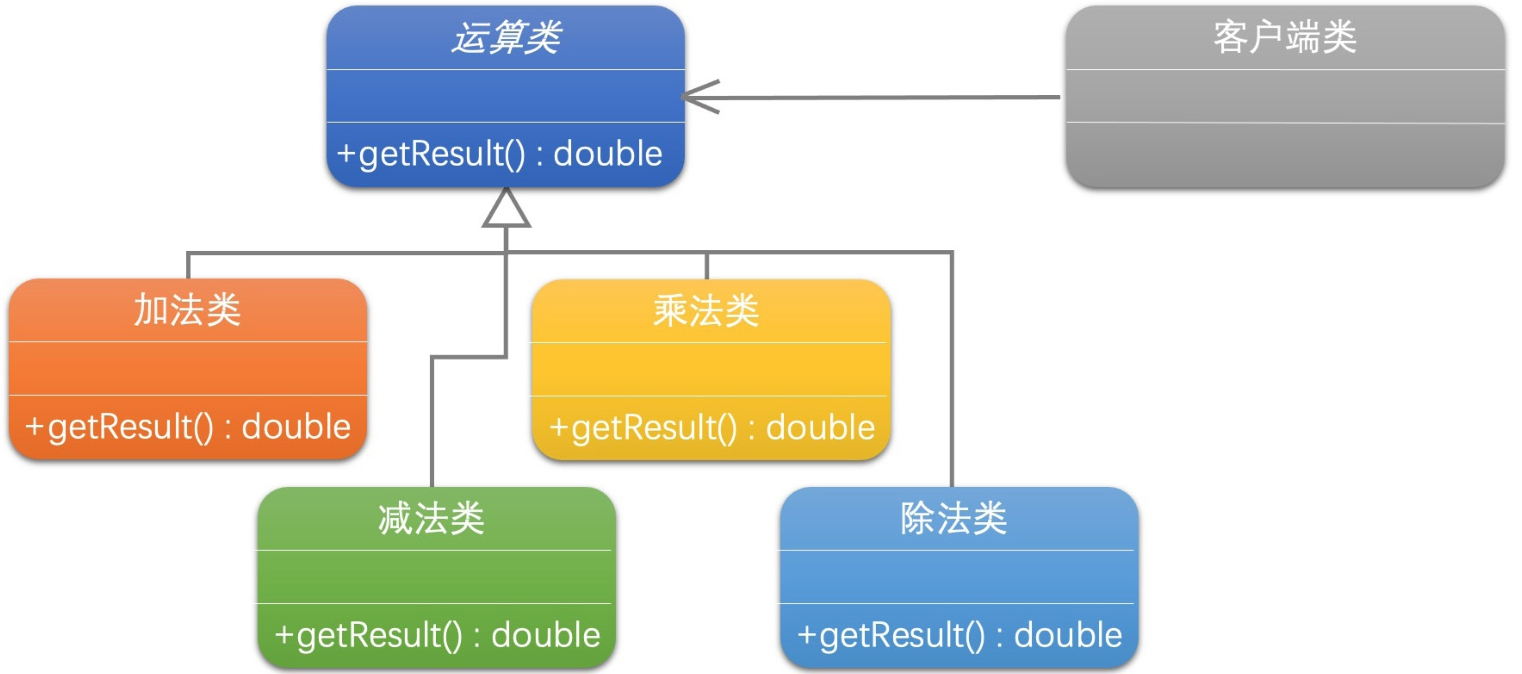 运算类
+getResult() : double
客户端类
加法类
+getResult() : double
乘法类
+getResult() : double
减法类
+getResult() : double
除法类
+getResult() : double